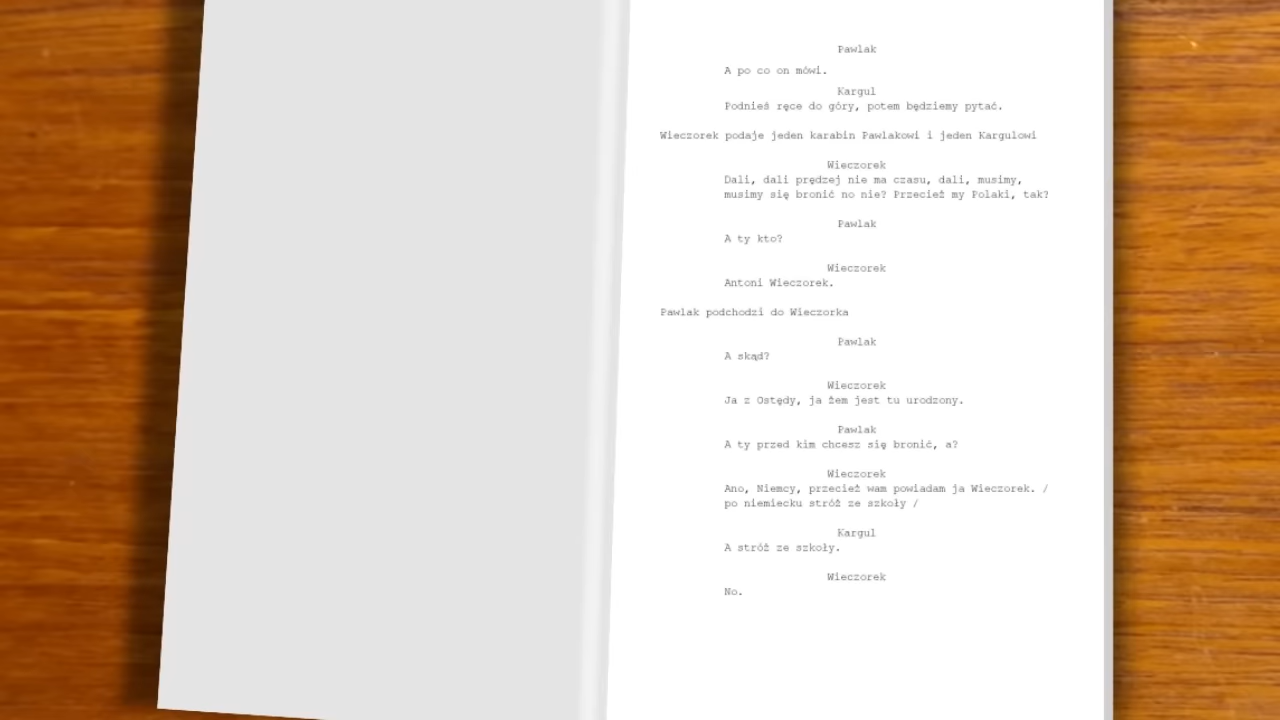 Pawlak
A po co on mówi.
Kargul
Podnieś ręce do góry, potem będziemy pytać.
Wieczorek podaje jeden karabin Pawlakowi i jeden Kargulowi
Wieczorek
Dali, dali prędzej nie ma czasu, dali, musimy,
musimy się bronić no nie? Przecież my Polaki, tak?
Pawlak
A ty kto?
Wieczorek
Antoni Wieczorek.
Pawlak podchodzi do Wieczorka
Pawlak
A skąd?
Wieczorek
Ja z Ostędy, ja żem jest tu urodzony.
Pawlak
A ty przed kim chcesz się bronić, a?
Wieczorek
Ano, Niemcy, przecież wam powiadam ja Wieczorek. /
po niemiecku stróż ze szkoły /
Kargul
A stróż ze szkoły.
Wieczorek
No.